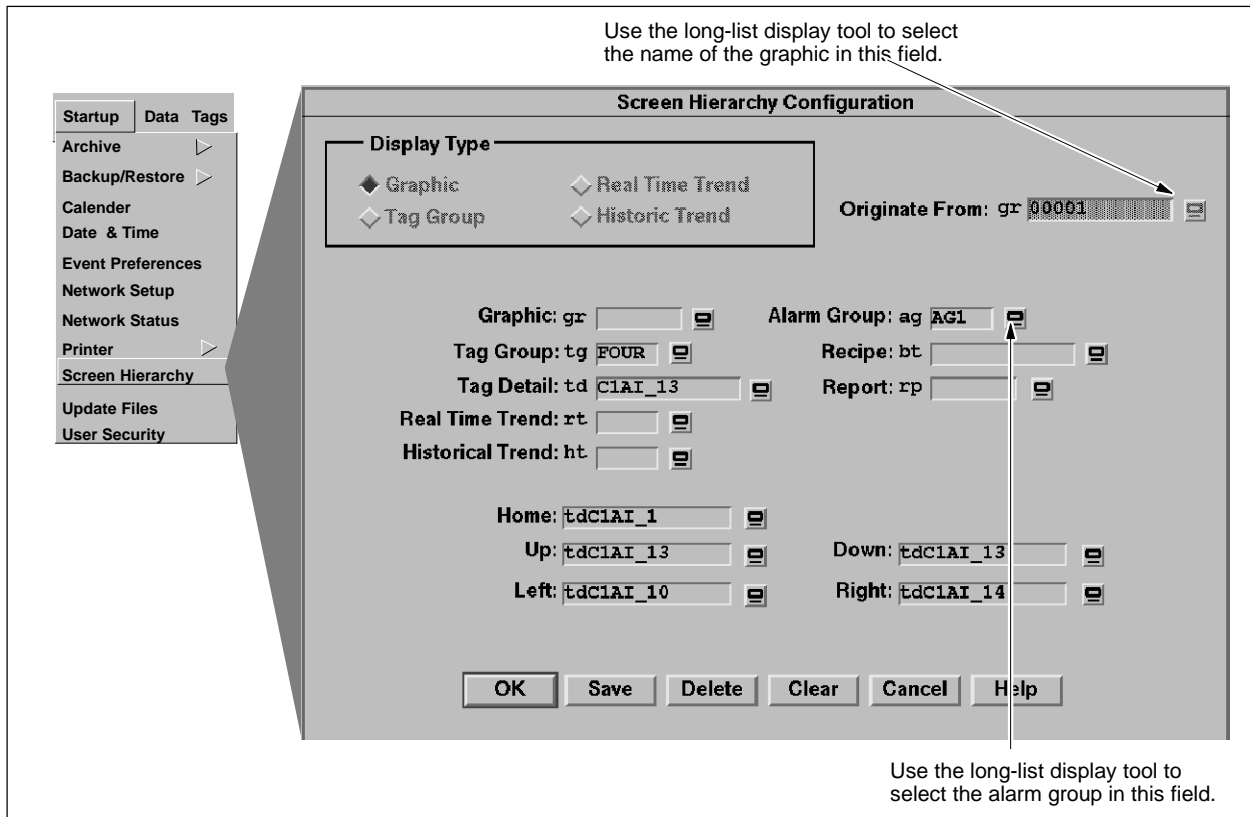 Use the long-list display tool to select
the name of the graphic in this field.
Startup Data Tags
Archive
Backup/Restore
Calender
Date & Time
Event Preferences
Network Setup
Network Status
Printer
Screen Hierarchy
Update Files
User Security
Screen Hierarchy Configuration
Display Type
Graphic Real Time Trend
Tag Group Historic Trend
Originate From: gr 00001
Graphic: gr Alarm Group: ag AG1
Tag Group: tg FOUR Recipe: bt
Tag Detail: td C1AI_13 Report: rp
Real Time Trend: rt
Historical Trend: ht
Home: tdC1AI_1
Up: tdC1AI_13 Down: tdC1AI_13
Left: tdC1AI_10 Right: tdC1AI_14
OK Save Delete Clear Cancel Help
Use the long-list display tool to
select the alarm group in this field.